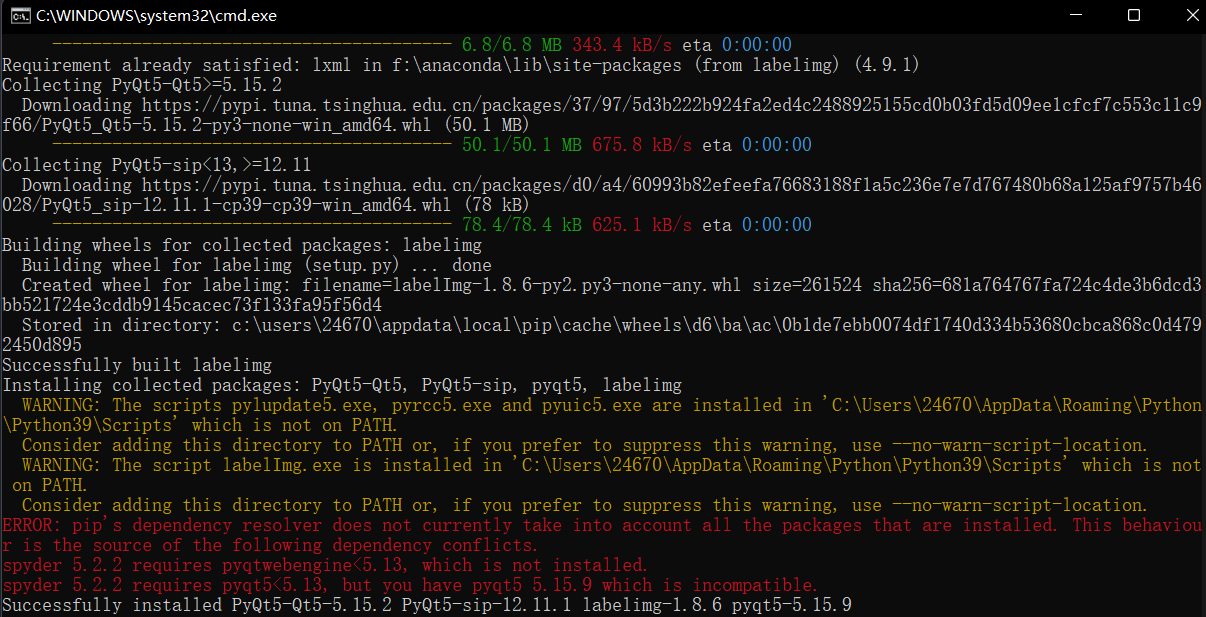 C:\WINDOWS\system32\cmd.exe
---------------------------------------- 6.8/6.8 MB 343.4 kB/s eta 0:00:00
Requirement already satisfied: lxml in f:\anaconda\lib\site-packages (from labelimg) (4.9.1)
Collecting PyQt5-Qt5>=5.15.2
Downloading https://pypi.tuna.tsinghua.edu.cn/packages/37/97/5d3b222b924fa2ed4c2488925155cd0b03fd5d09ee1cfcf7c553c11c9
f66/PyQt5_Qt5-5.15.2-py3-none-win_amd64.whl (50.1 MB)
---------------------------------------- 50.1/50.1 MB 675.8 kB/s eta 0:00:00
Collecting PyQt5-sip<13,>=12.11
Downloading https://pypi.tuna.tsinghua.edu.cn/packages/d0/a4/60993b82efeefa76683188f1a5c236e7e7d767480b68a125af9757b46
028/PyQt5_sip-12.11.1-cp39-cp39-win_amd64.whl (78 kB)
---------------------------------------- 78.4/78.4 kB 625.1 kB/s eta 0:00:00
Building wheels for collected packages: labelimg
Building wheel for labelimg (setup.py) ... done
Created wheel for labelimg: filename=labelImg-1.8.6-py2.py3-none-any.whl size=261524 sha256=681a764767fa724c4de3b6dcd3
bb521724e3cddb9145cacec73f133fa95f56d4
Stored in directory: c:\users\24670\appdata\local\pip\cache\wheels\d6\ba\ac\0b1de7ebb0074df1740d334b53680cbca868c0d479
2450d895
Successfully built labelimg
Installing collected packages: PyQt5-Qt5, PyQt5-sip, pyqt5, labelimg
WARNING: The scripts pylupdate5.exe, pyrcc5.exe and pyuic5.exe are installed in 'C:\Users\24670\AppData\Roaming\Python
\Python39\Scripts' which is not on PATH.
Consider adding this directory to PATH or, if you prefer to suppress this warning, use --no-warn-script-location.
WARNING: The script labelImg.exe is installed in 'C:\Users\24670\AppData\Roaming\Python\Python39\Scripts' which is not
on PATH.
Consider adding this directory to PATH or, if you prefer to suppress this warning, use --no-warn-script-location.
ERROR: pip's dependency resolver does not currently take into account all the packages that are installed. This behaviou
r is the source of the following dependency conflicts.
spyder 5.2.2 requires pyqtwebengine<5.13, which is not installed.
spyder 5.2.2 requires pyqt5<5.13, but you have pyqt5 5.15.9 which is incompatible.
Successfully installed PyQt5-Qt5-5.15.2 PyQt5-sip-12.11.1 labelimg-1.8.6 pyqt5-5.15.9